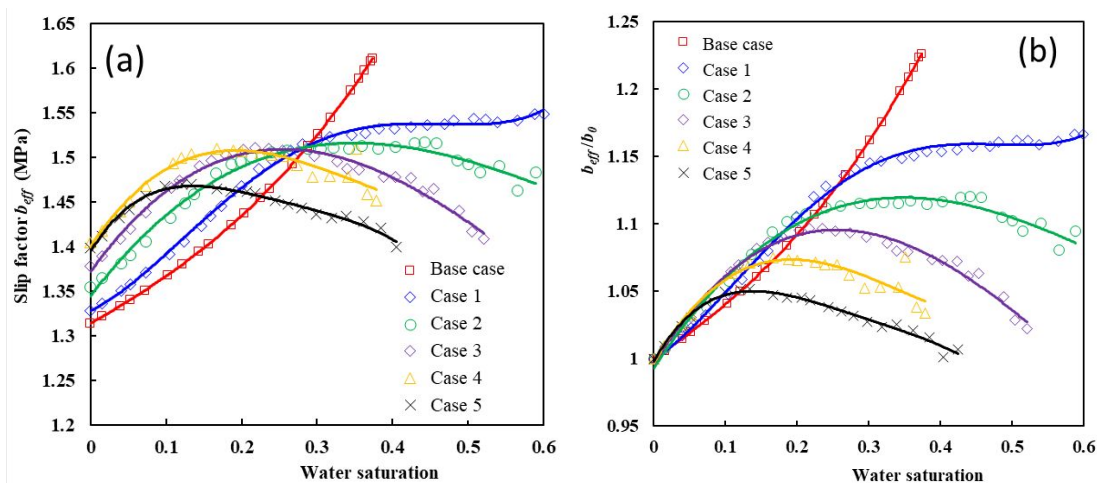 (a)
Slip factor beff (MPa)
1.65
1.6
1.55
1.5
1.45
1.4
1.35
1.3
1.25
1.2
0
0.1
0.2
0.3
0.4
0.5
0.6
Water saturation
Base case
Case 1
Case 2
Case 3
Case 4
Case 5
(b)
beff/b0
1.25
1.2
1.15
1.1
1.05
1
0.95
0
0.1
0.2
0.3
0.4
0.5
0.6
Water saturation
Base case
Case 1
Case 2
Case 3
Case 4
Case 5